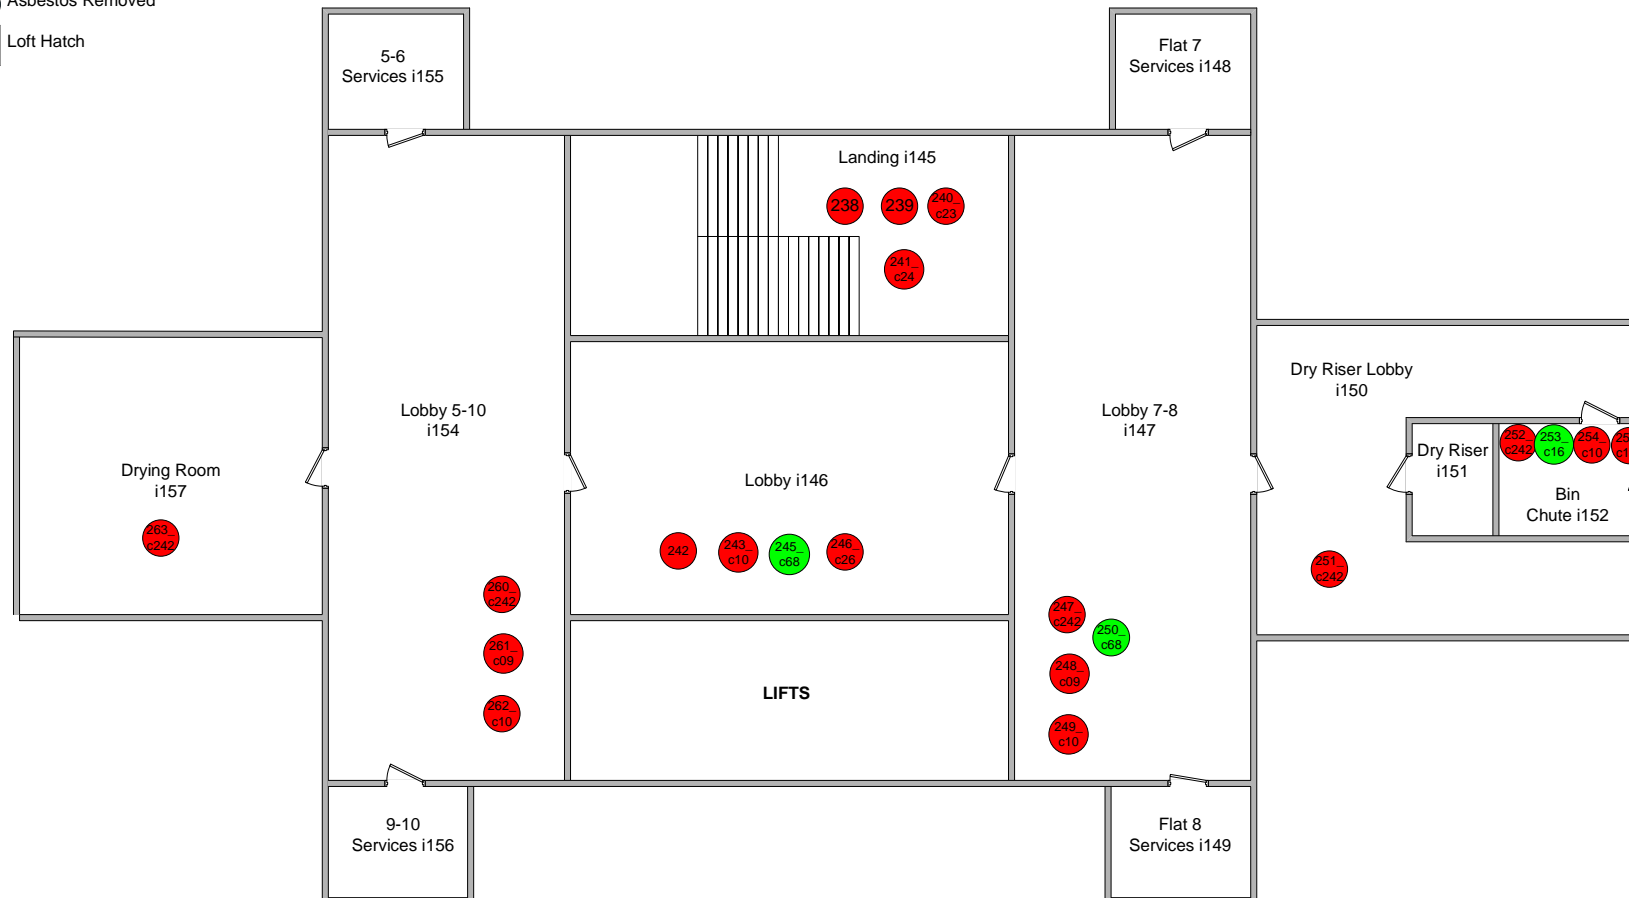 Asbestos Removed
Loft Hatch
5-6
Services i155
Flat 7
Services i148
Landing i145
238
239
240_
c23
241_
c24
Dry Riser Lobby
i150
Lobby 5-10
i154
Lobby 7-8
i147
Drying Room
i157
Lobby i146
Dry Riser
i151
252_
c242
253_
c16
254_
c10
Bin
Chute i152
263_
c242
242
243_
c10
245_
c68
246_
c26
251_
c242
260_
c242
261_
c09
262_
c10
247_
c242
250_
c68
248_
c09
249_
c10
LIFTS
9-10
Services i156
Flat 8
Services i149